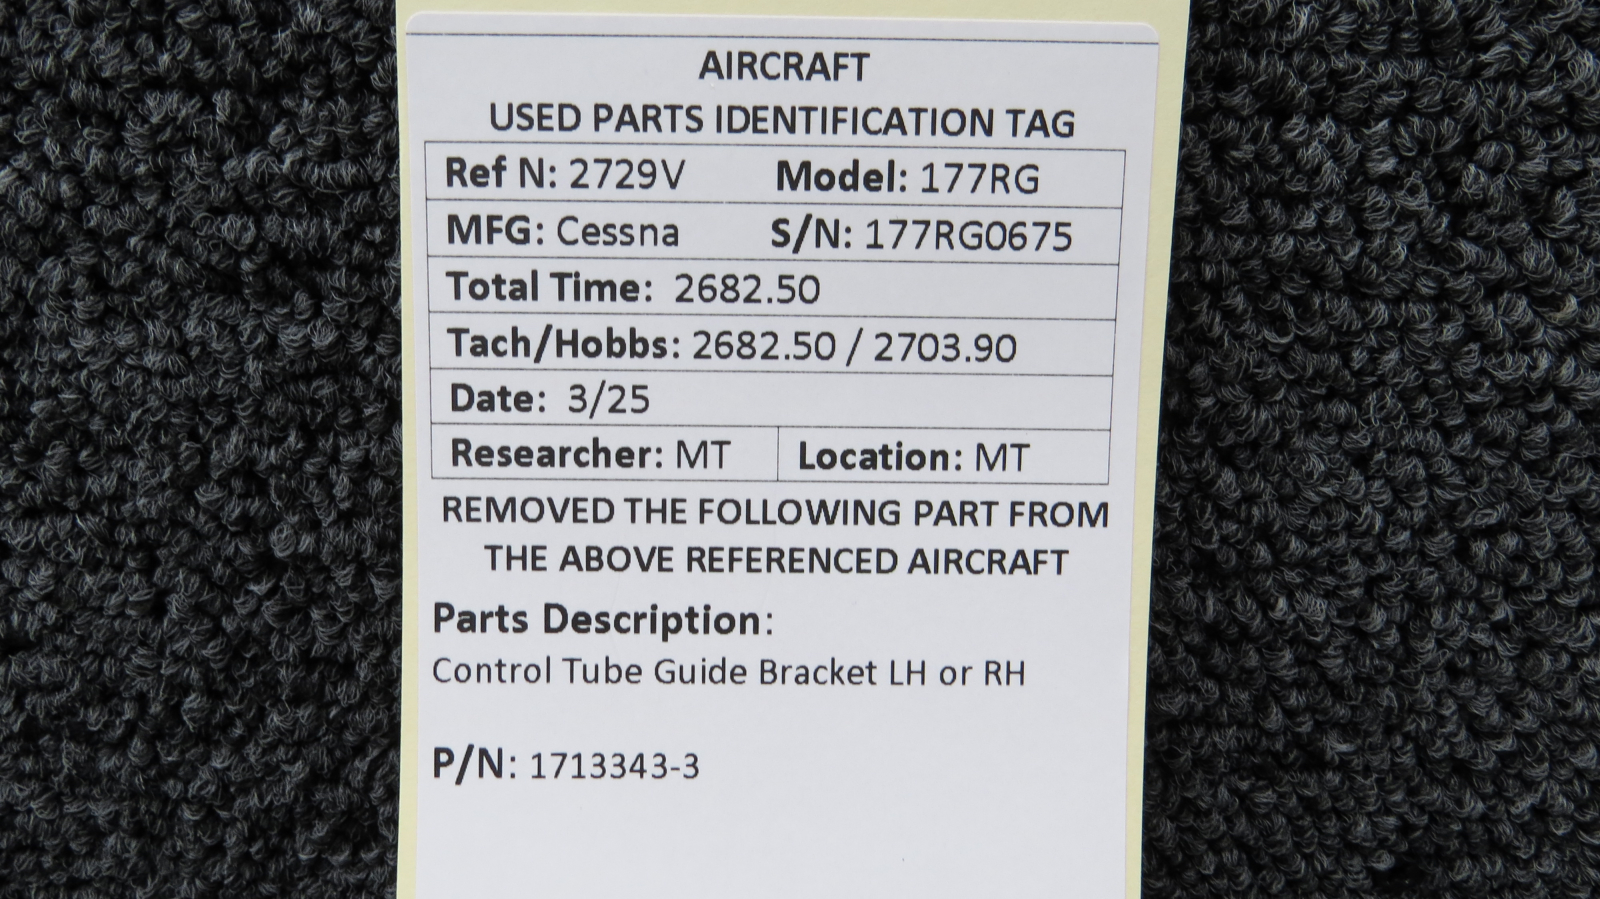 AIRCRAFT
USED PARTS IDENTIFICATION TAG
Ref N: 2729V Model: 177RG
MFG: Cessna S/N: 177RG0675
Total Time: 2682.50
Tach/Hobbs: 2682.50 / 2703.90
Date: 3/25
Researcher: MT Location: MT
REMOVED THE FOLLOWING PART FROM
THE ABOVE REFERENCED AIRCRAFT
Parts Description:
Control Tube Guide Bracket LH or RH
P/N: 1713343-3